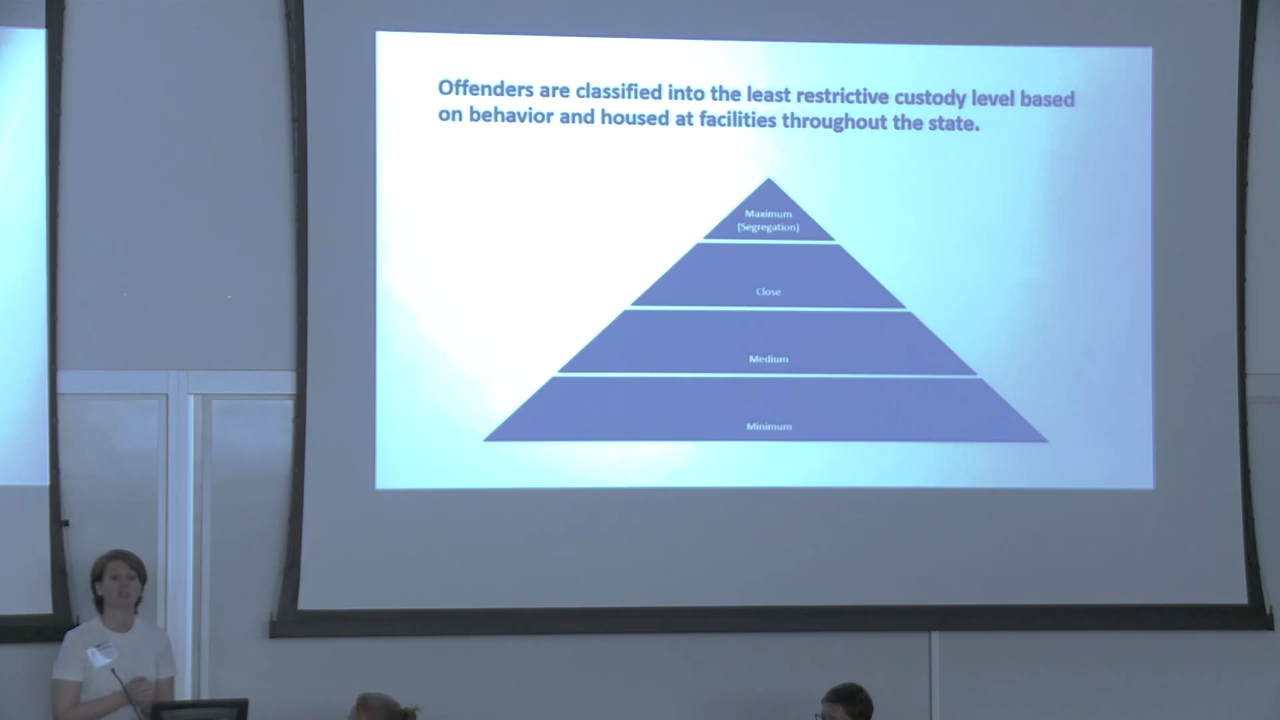 Offenders are classified into the least restrictive custody level based
on behavior and housed at facilities throughout the state.
Maximum
(Segregation)
Close
Medium
Minimum